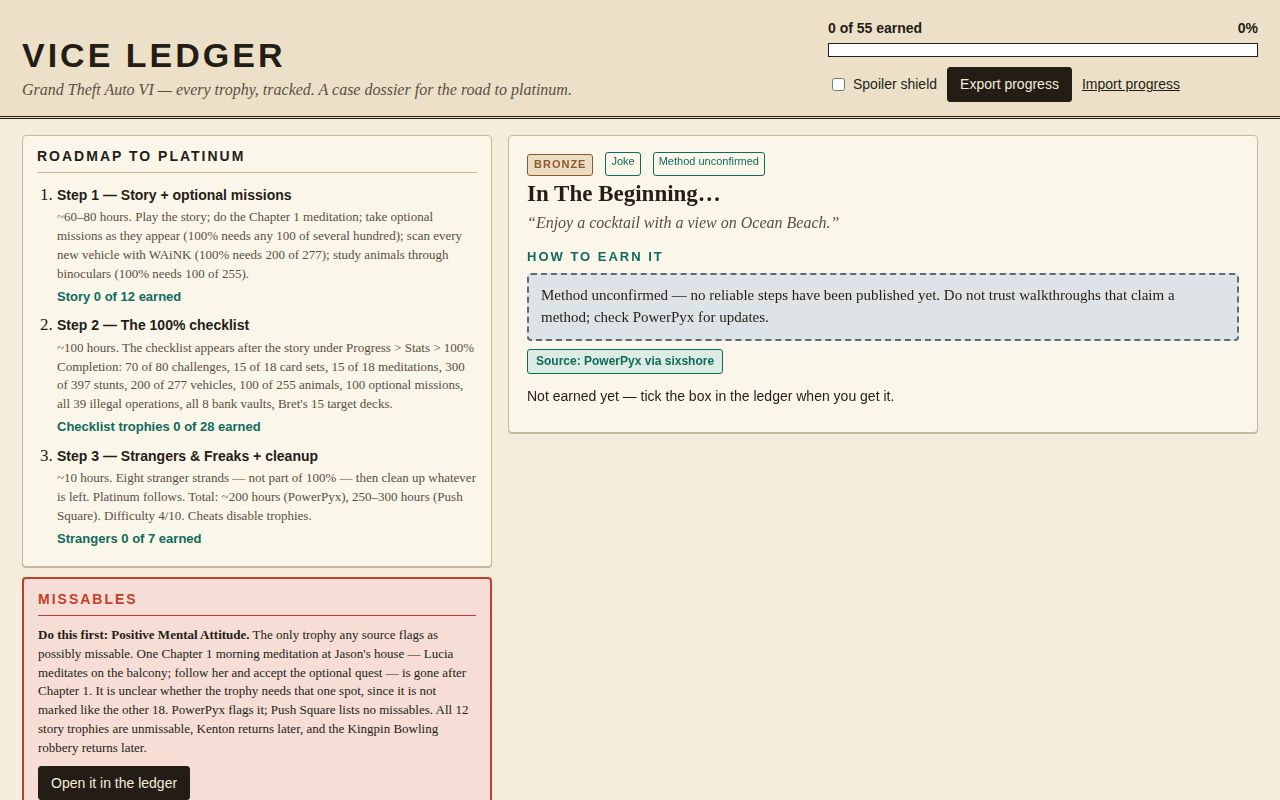 VICE LEDGER
Grand Theft Auto VI — every trophy, tracked. A case dossier for the road to platinum.
0 of 55 earned 0%
Spoiler shield Export progress Import progress
ROADMAP TO PLATINUM
1. Step 1 — Story + optional missions
~60–80 hours. Play the story; do the Chapter 1 meditation; take optional
missions as they appear (100% needs any 100 of several hundred); scan every
new vehicle with WAiNK (100% needs 200 of 277); study animals through
binoculars (100% needs 100 of 255).
Story 0 of 12 earned
2. Step 2 — The 100% checklist
~100 hours. The checklist appears after the story under Progress > Stats > 100%
Completion: 70 of 80 challenges, 15 of 18 card sets, 15 of 18 meditations, 300
of 397 stunts, 200 of 277 vehicles, 100 of 255 animals, 100 optional missions,
all 39 illegal operations, all 8 bank vaults, Bret's 15 target decks.
Checklist trophies 0 of 28 earned
3. Step 3 — Strangers & Freaks + cleanup
~10 hours. Eight stranger strands — not part of 100% — then clean up whatever
is left. Platinum follows. Total: ~200 hours (PowerPyx), 250–300 hours (Push
Square). Difficulty 4/10. Cheats disable trophies.
Strangers 0 of 7 earned
MISSABLES
Do this first: Positive Mental Attitude. The only trophy any source flags as
possibly missable. One Chapter 1 morning meditation at Jason's house — Lucia
meditates on the balcony; follow her and accept the optional quest — is gone after
Chapter 1. It is unclear whether the trophy needs that one spot, since it is not
marked like the other 18. PowerPyx flags it; Push Square lists no missables. All 12
story trophies are unmissable, Kenton returns later, and the Kingpin Bowling
robbery returns later.
Open it in the ledger
BRONZE Joke Method unconfirmed
In The Beginning…
“Enjoy a cocktail with a view on Ocean Beach.”
HOW TO EARN IT
Method unconfirmed — no reliable steps have been published yet. Do not trust walkthroughs that claim a
method; check PowerPyx for updates.
Source: PowerPyx via sixshore
Not earned yet — tick the box in the ledger when you get it.